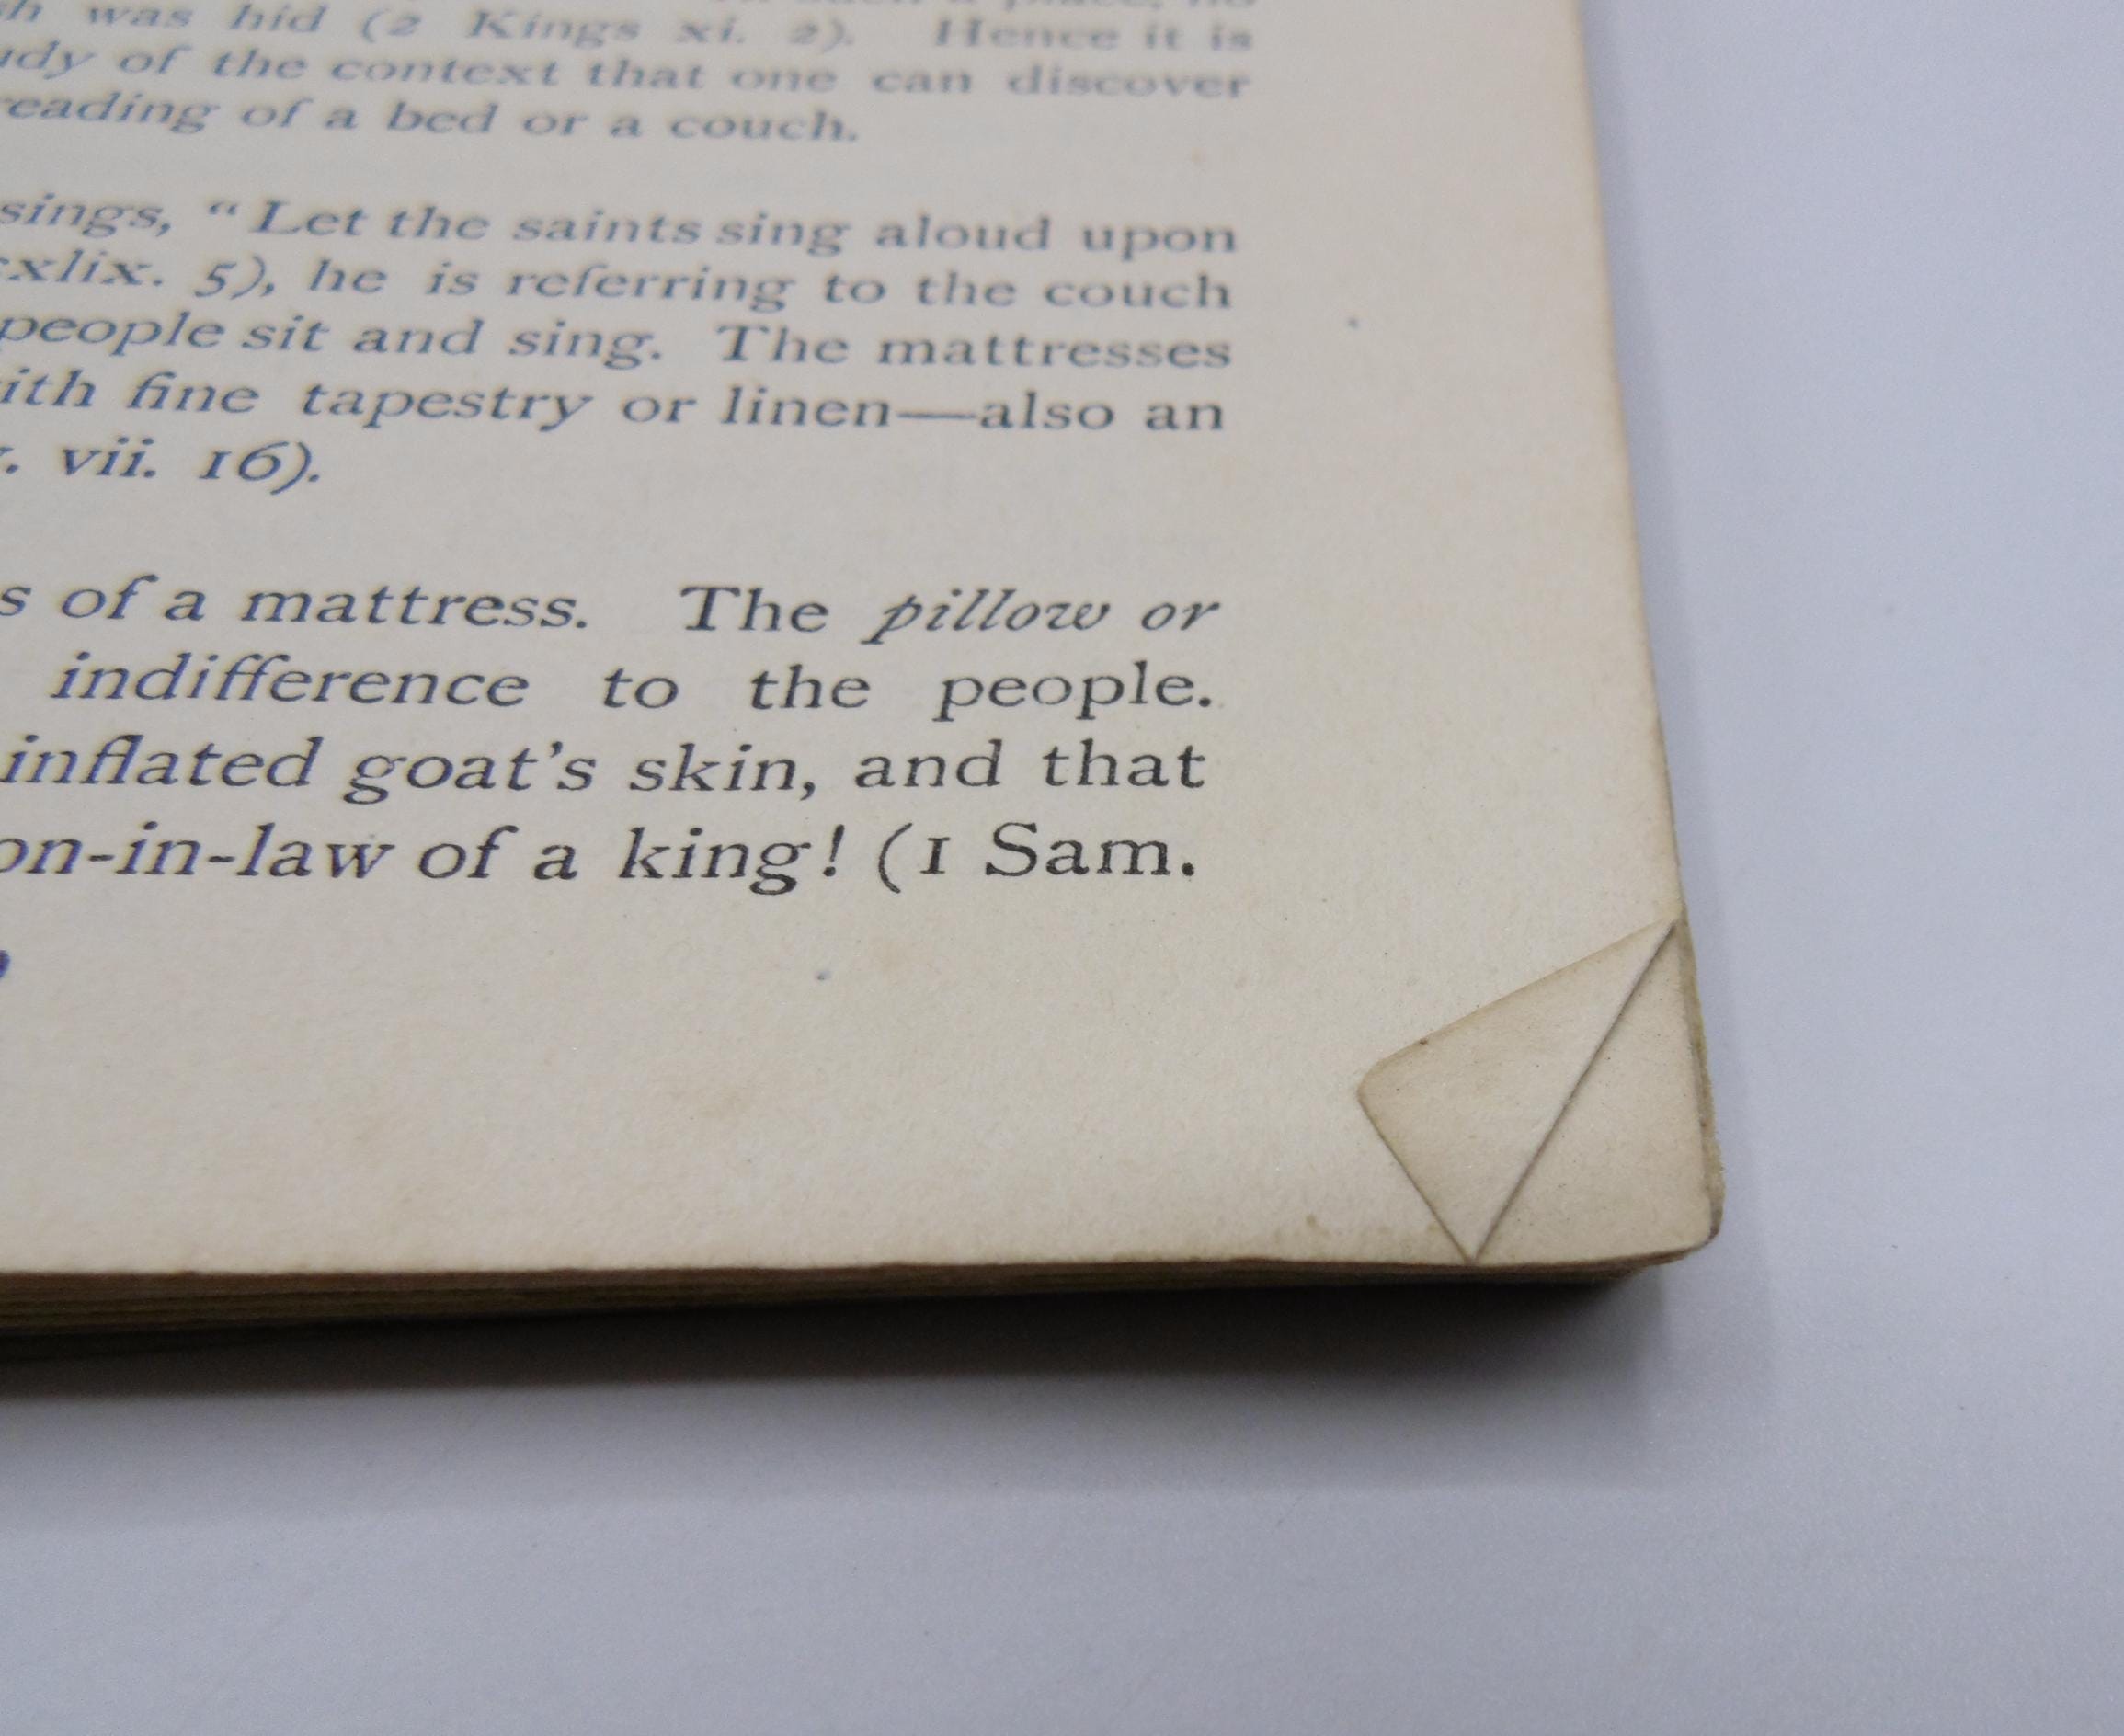 was hid (2 Kings xi. 2). Hence it is
of the context that one can discover
of a bed or a couch.
sings, “Let the saints sing aloud upon
xlix. 5), he is referring to the couch
people sit and sing. The mattresses
ith fine tapestry or linen—also an
. vii. 16).
s of a mattress. The pillow or
indifference to the people.
inflated goat’s skin, and that
on-in-law of a king! (1 Sam.